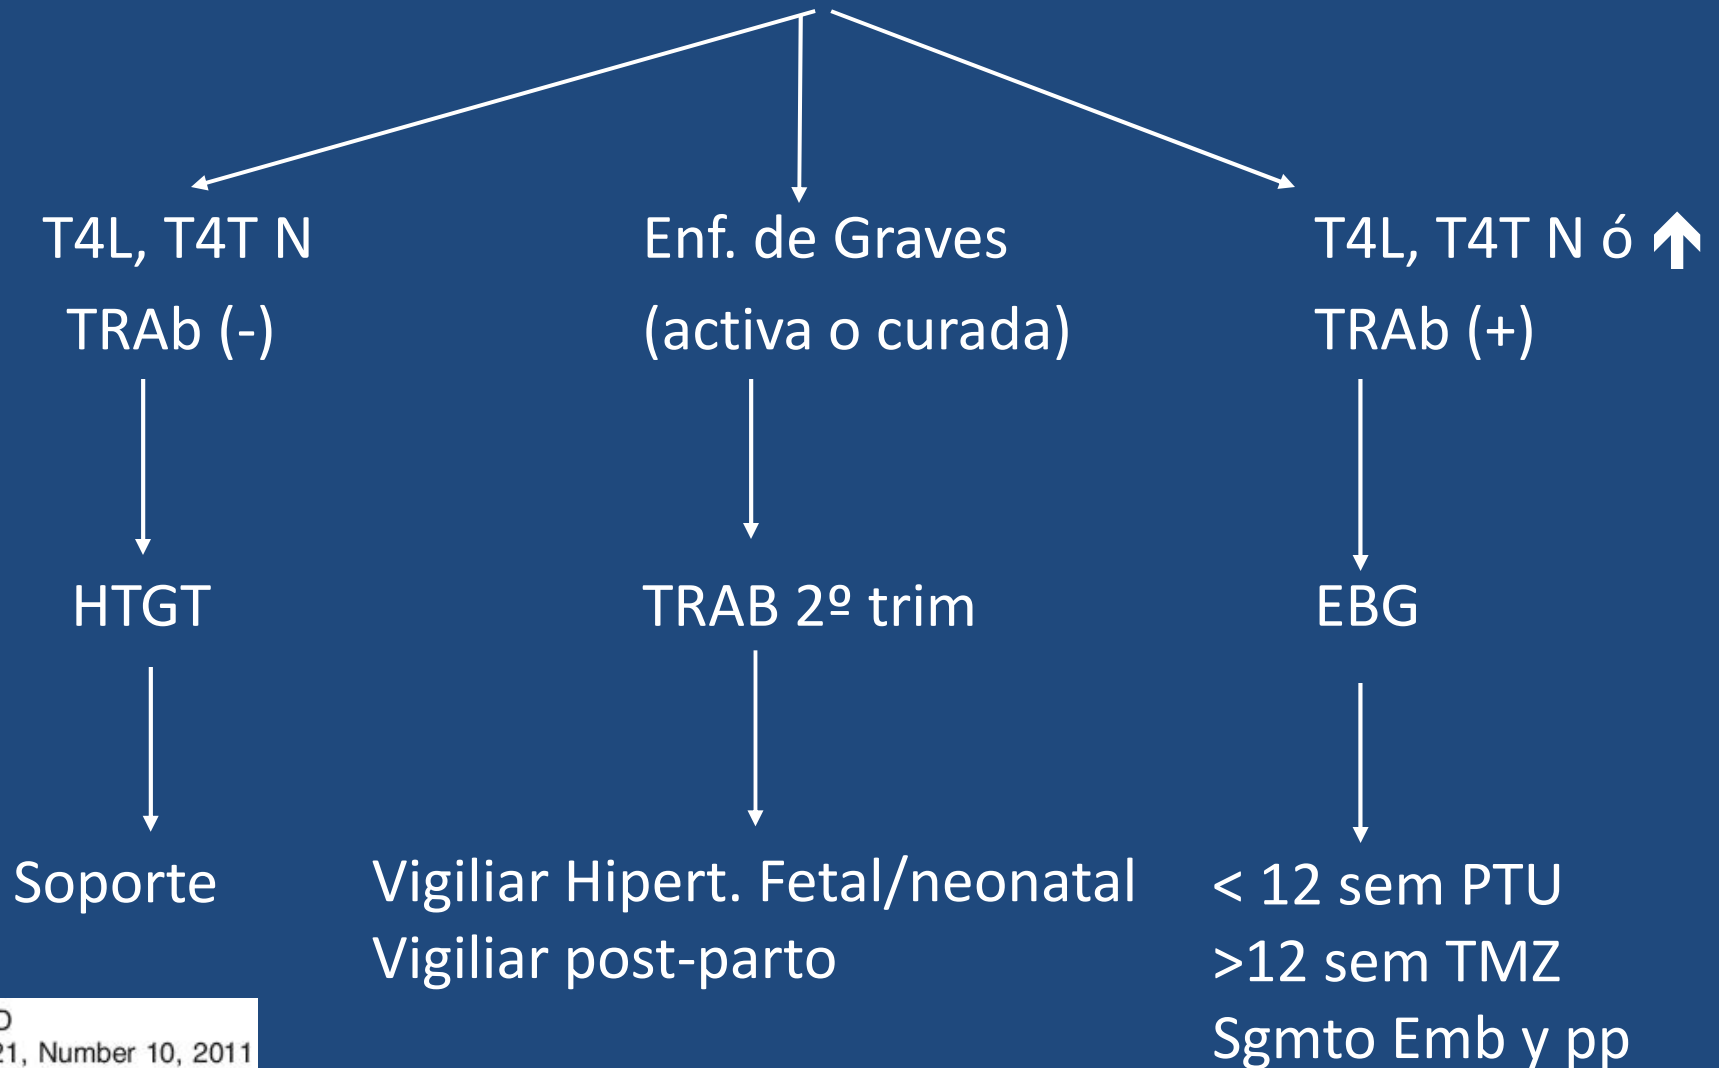 T4L, T4T N
TRAb (-)
HTGT
Soporte
Enf. de Graves
(activa o curada)
TRAB 2º trim
Vigiliar Hipert. Fetal/neonatal
Vigiliar post-parto
T4L, T4T N ó ↑
TRAb (+)
EBG
< 12 sem PTU
>12 sem TMZ
Sgmto Emb y pp
21, Number 10, 2011